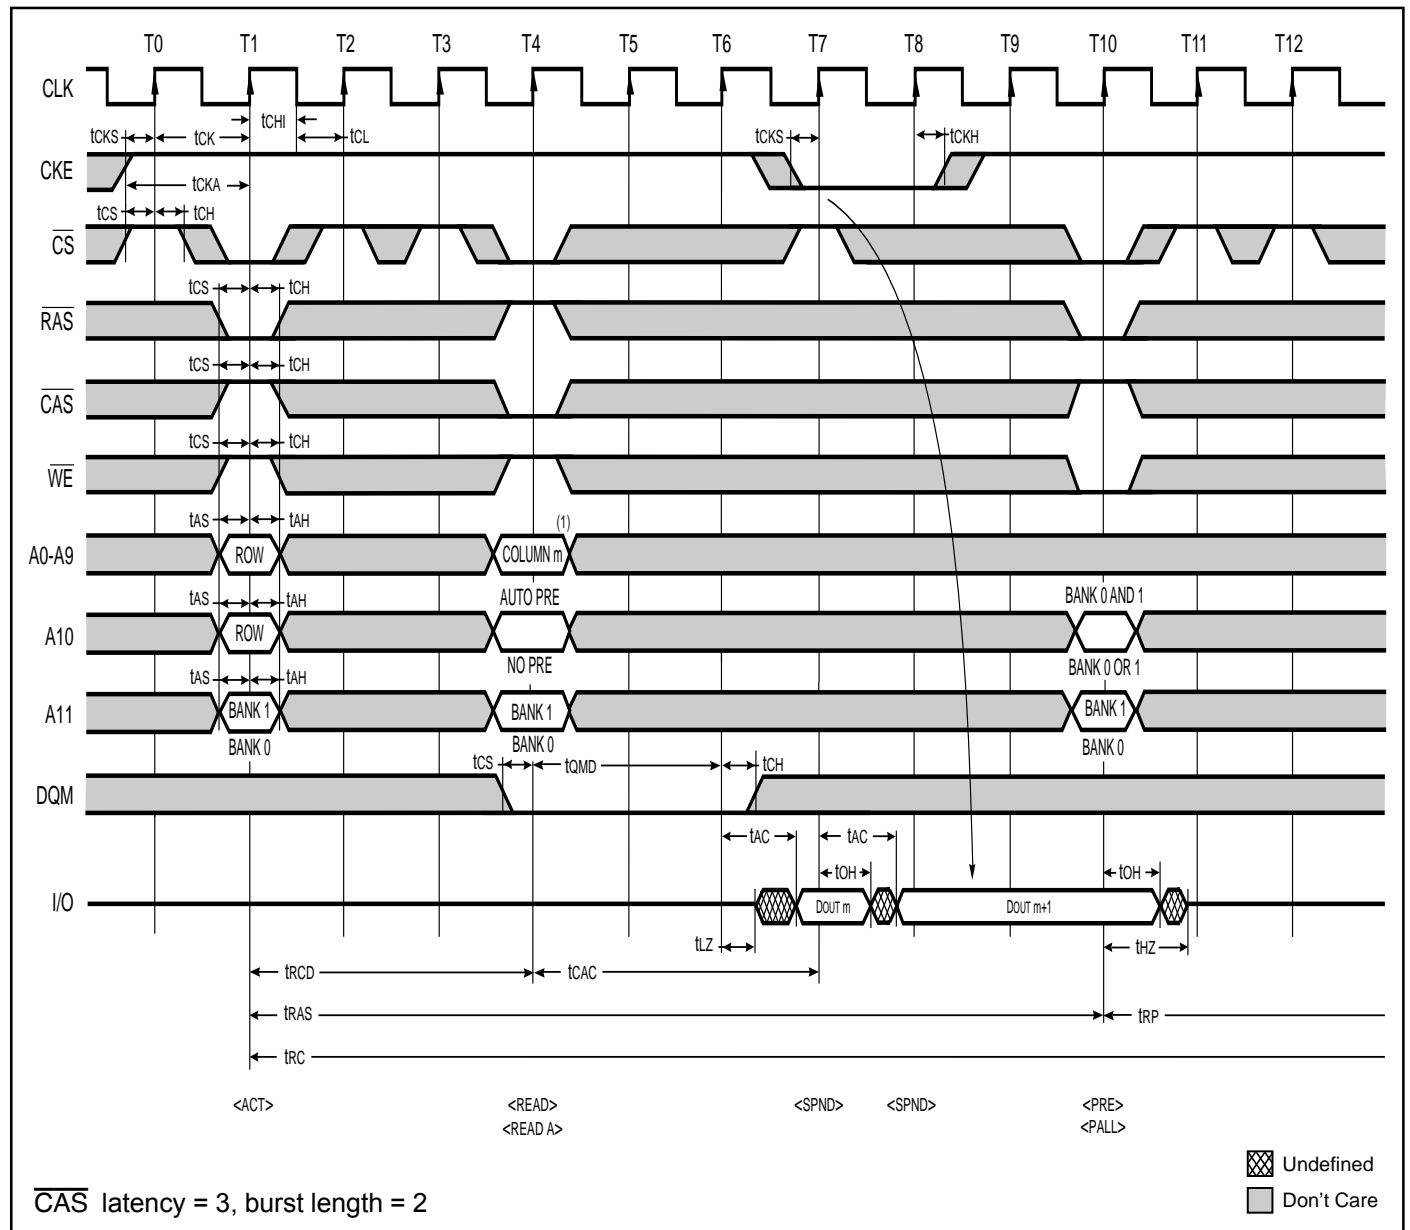 T0 T1 T2 T3 T4 T5 T6 T7 T8 T9 T10 T11 T12
CLK
tCHI
tCKS tCK tCL tCKS tCKH
CKE
tCKA
tCS tCH
CS
tCS tCH
RAS
tCS tCH
CAS
tCS tCH
WE
tAS tAH (1)
A0-A9 ROW COLUMN m
tAS tAH AUTO PRE BANK 0 AND 1
A10 ROW
NO PRE BANK 0 OR 1
tAS tAH
A11 BANK 1 BANK 1 BANK 1
BANK 0 BANK 0 BANK 0
tCS tQMD tCH
DQM
tAC tAC
tOH tOH
I/O DOUT m DOUT m+1
tLZ tHZ
tRCD tCAC
tRAS tRP
tRC
<ACT> <READ> <SPND> <SPND> <PRE>
<READ A> <PALL>
Undefined
Don't Care
CAS latency = 3, burst length = 2